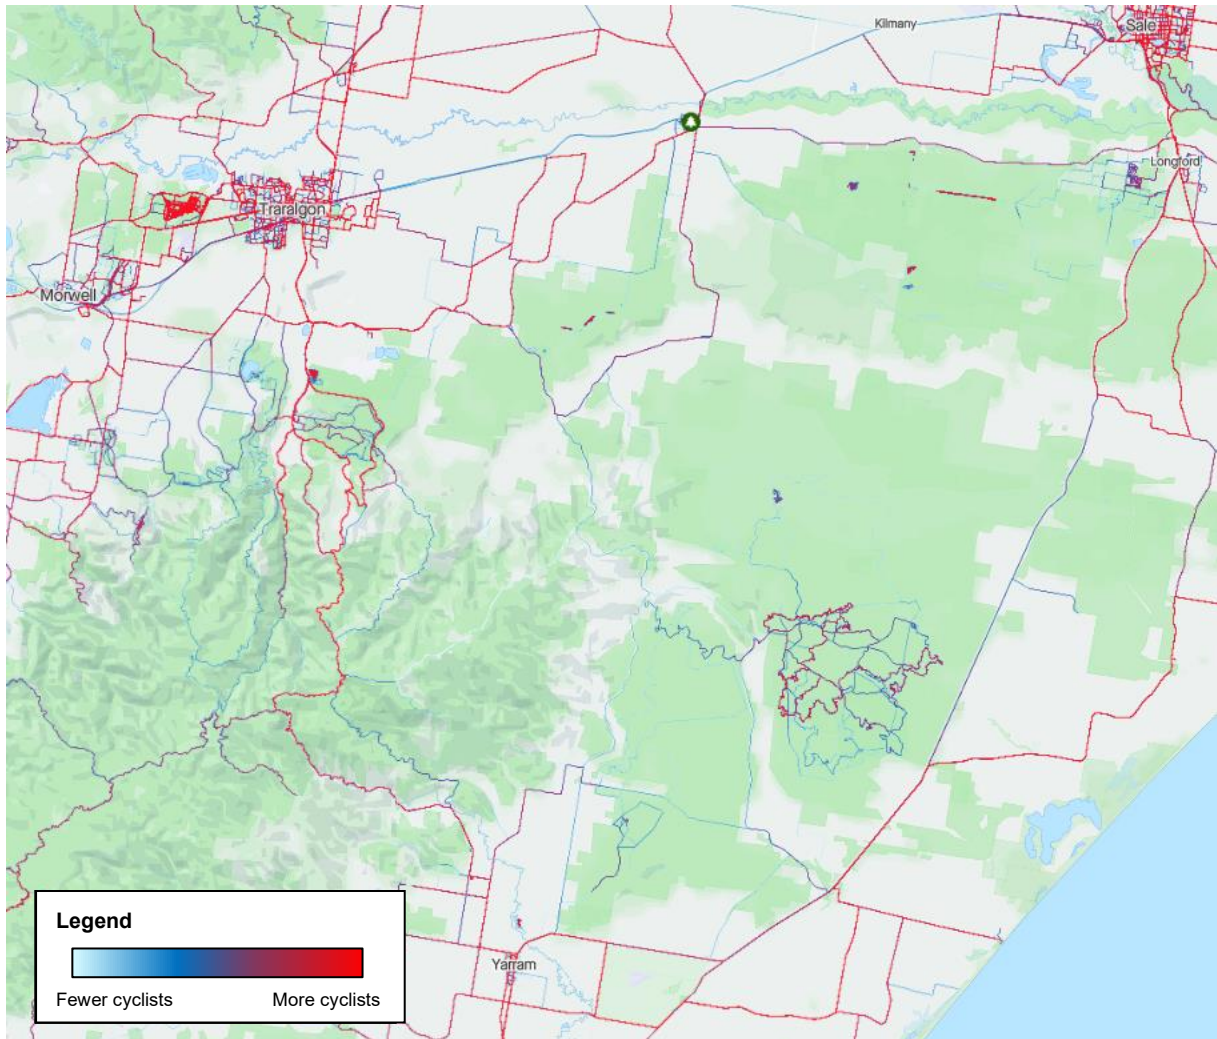 Kilmany
Sale
Longford
Traralgon
Morwell
Legend
Fewer cyclists More cyclists
Yarram